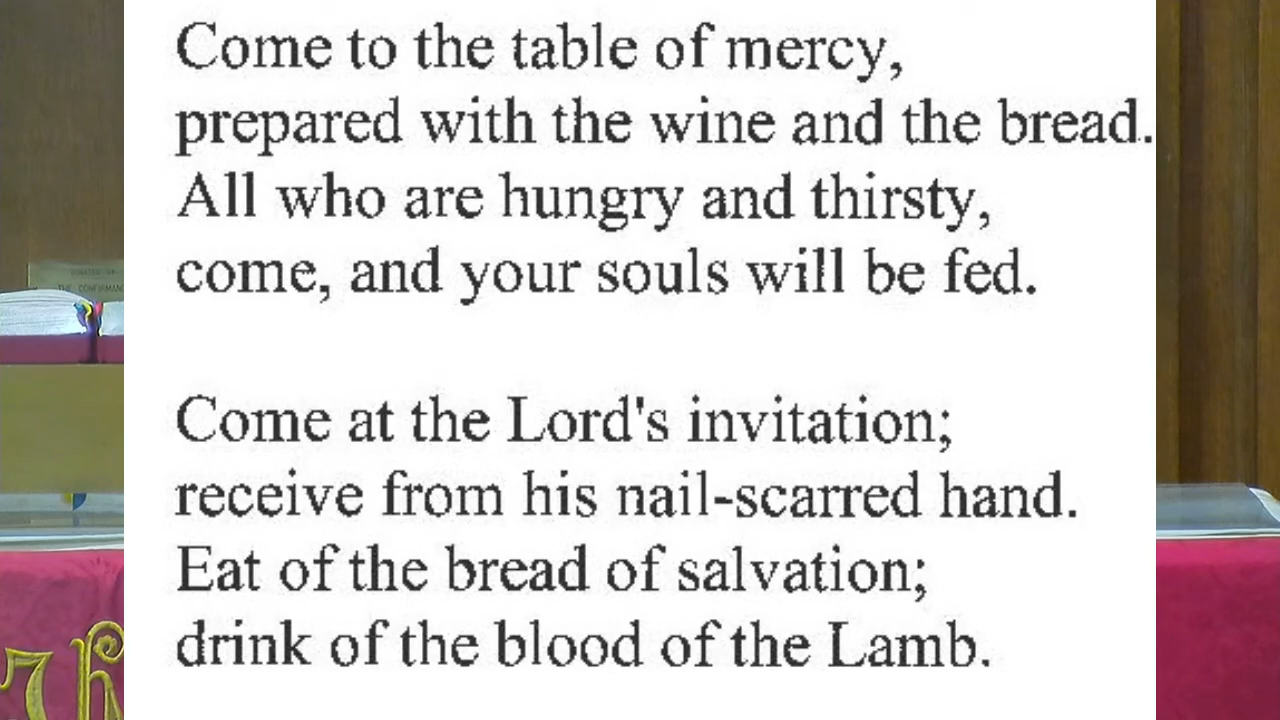 Come to the table of mercy,
prepared with the wine and the bread.
All who are hungry and thirsty,
come, and your souls will be fed.
Come at the Lord's invitation;
receive from his nail-scarred hand.
Eat of the bread of salvation;
drink of the blood of the Lamb.